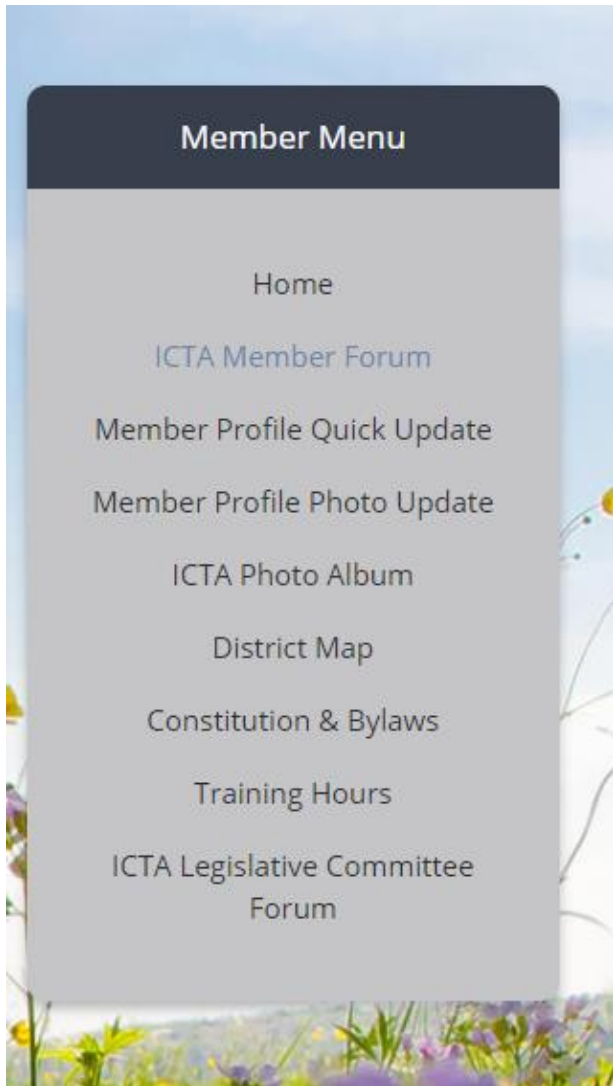 Member Menu
Home
ICTA Member Forum
Member Profile Quick Update
Member Profile Photo Update
ICTA Photo Album
District Map
Constitution & Bylaws
Training Hours
ICTA Legislative Committee
Forum